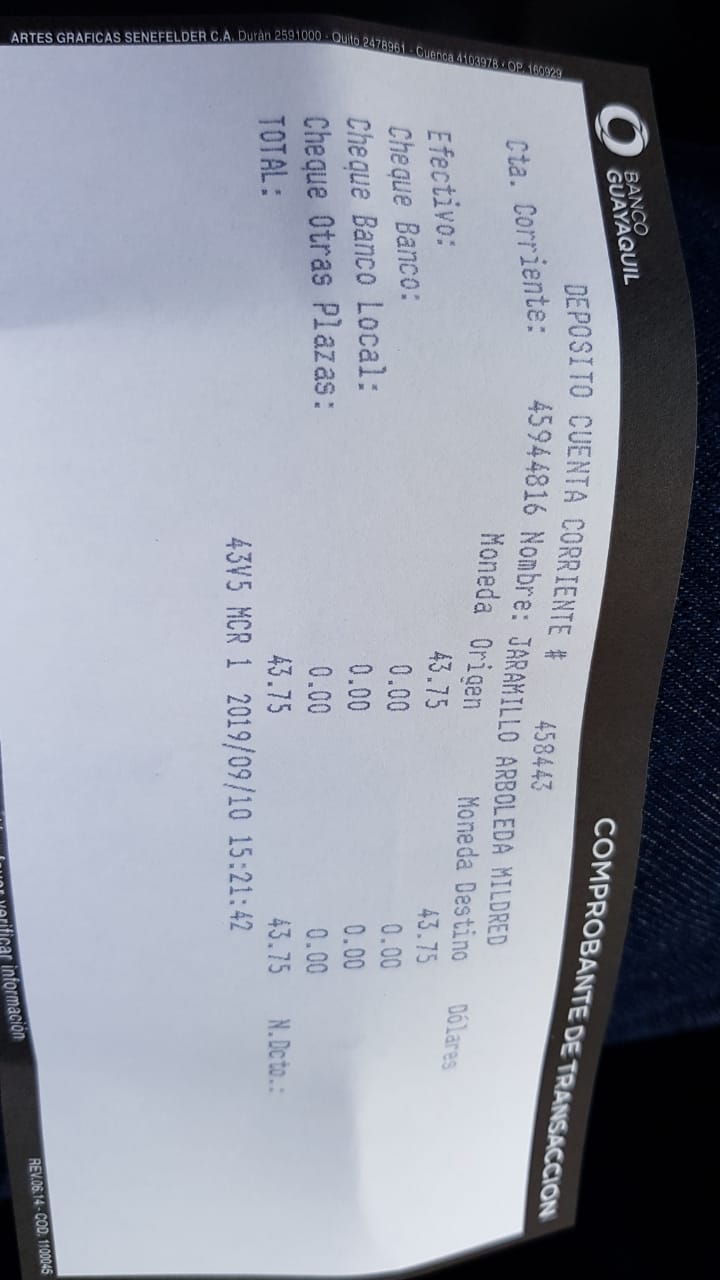 BANCO
GUAYAQUIL
COMPROBANTE DE TRANSACCION
DEPOSITO CUENTA CORRIENTE # 458443
Cta. Corriente: 45944816 Nombre: JARAMILLO ARBOLEDA MILDRED
Moneda Origen Moneda Destino Dólares
Efectivo: 43.75 43.75
Cheque Banco: 0.00 0.00
Cheque Banco Local: 0.00 0.00
Cheque Otras Plazas: 0.00 0.00
TOTAL: 43.75 43.75 N.Dcto.:
43V5 MCR 1 2019/09/10 15:21:42
ARTES GRAFICAS SENEFELDER C.A. Durán 2591000 - Quito 2478961 - Cuenca 4103978 * OP. 160929
REV.06.14 - COD. 1100045
verificar información